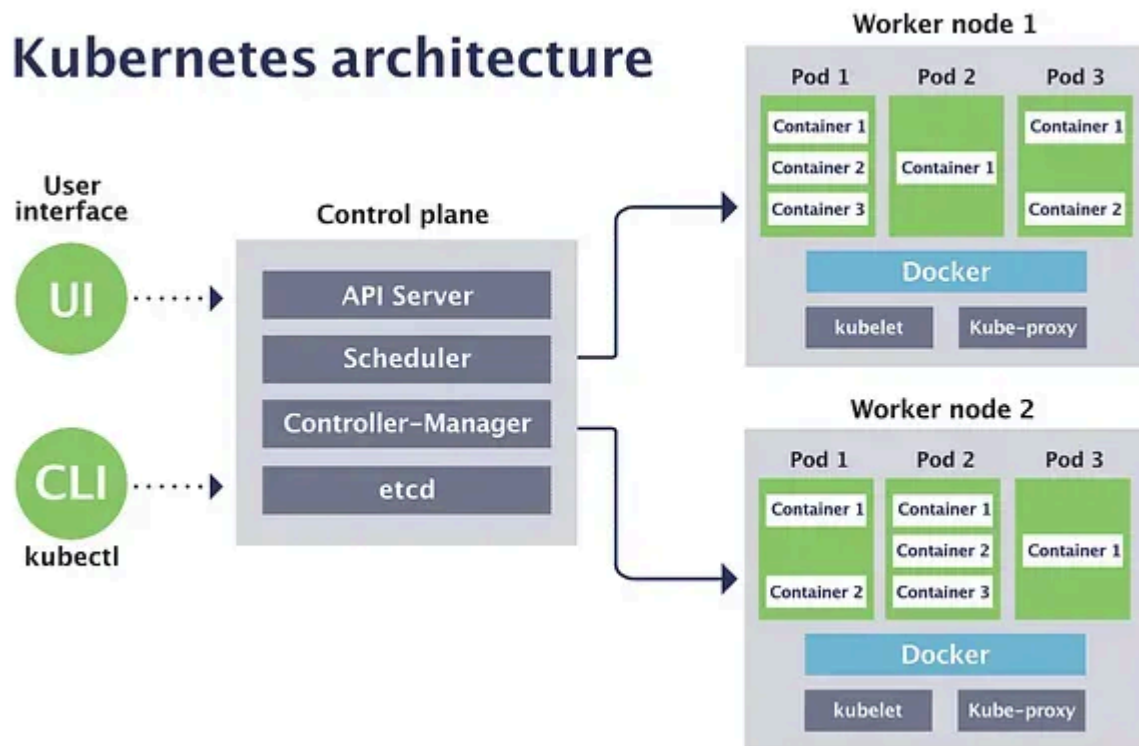 Kubernetes architecture
User
interface
UI
CLI
kubectl
Control plane
API Server
Scheduler
Controller-Manager
etcd
Worker node 1
Pod 1
Pod 2
Pod 3
Container 1
Container 2
Container 3
Container 1
Container 1
Container 2
Docker
kubelet
Kube-proxy
Worker node 2
Pod 1
Pod 2
Pod 3
Container 1
Container 2
Container 1
Container 2
Container 3
Container 1
Docker
kubelet
Kube-proxy